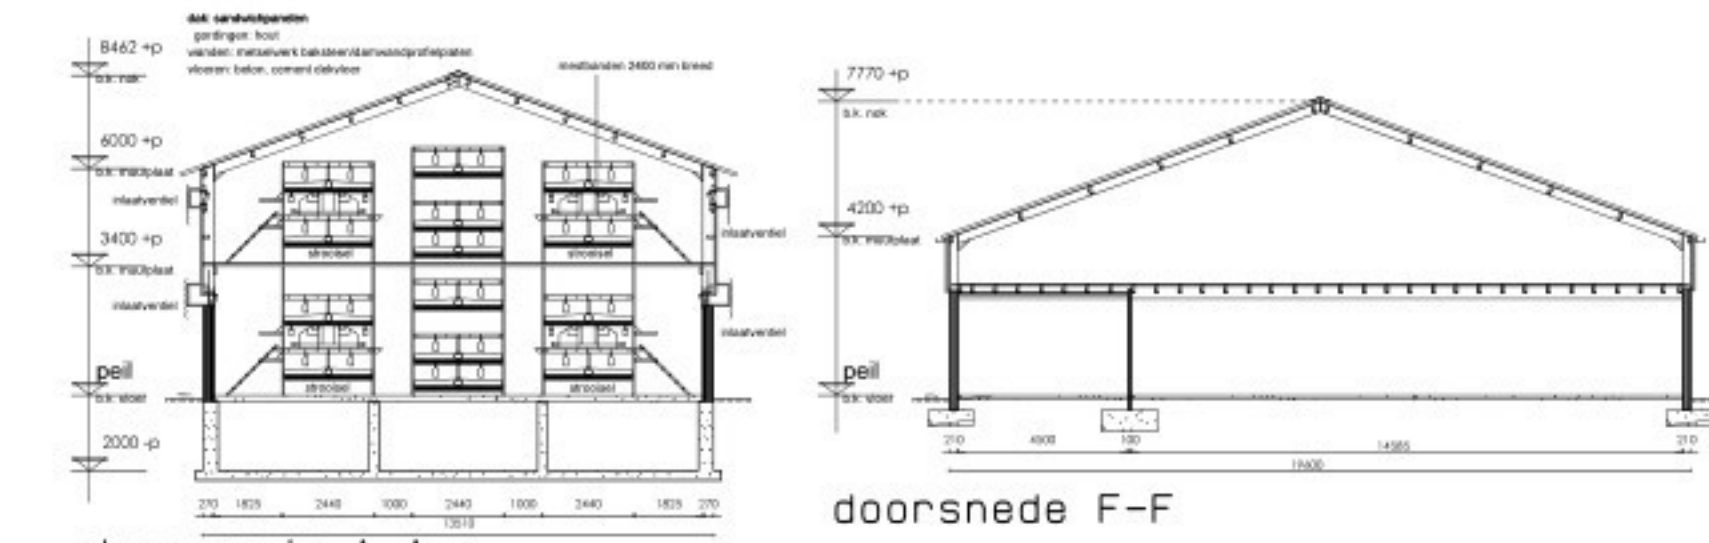 dak: sandwichpanelen
gordingen: hout
wanden: metselwerk baksteen/damwandprofielplaten
vloeren: beton, cement dekvloer
mestbanden 2400 mm breed
8462 +p
b.k. nok
6000 +p
b.k. muurplaat
inlaatventiel
inlaatventiel
3400 +p
b.k. muurplaat
inlaatventiel
inlaatventiel
strooisel
strooisel
strooisel
strooisel
peil
b.k. vloer
2000 -p
270 1825 2440 1000 2440 1000 2440 1825 270
13510
7770 +p
b.k. nok
4200 +p
b.k. muurplaat
peil
b.k. vloer
210 4500 100 14585 210
19600
doorsnede F-F